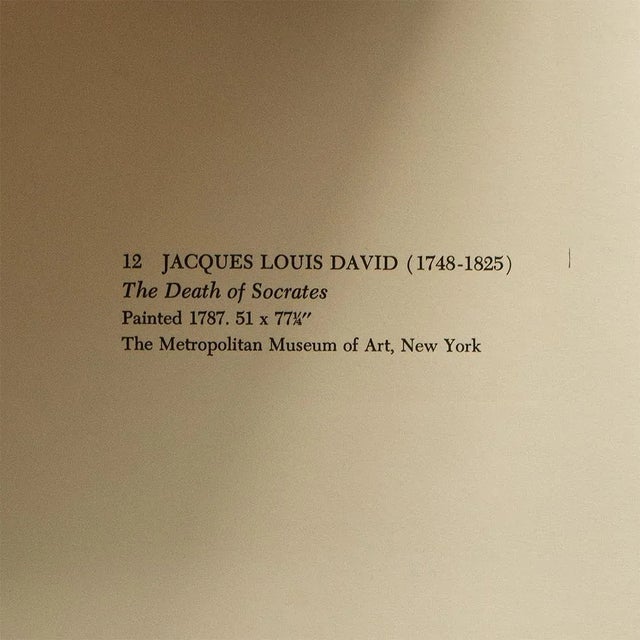 12 JACQUES LOUIS DAVID (1748-1825)
The Death of Socrates
Painted 1787. 51 x 77¼″
The Metropolitan Museum of Art, New York